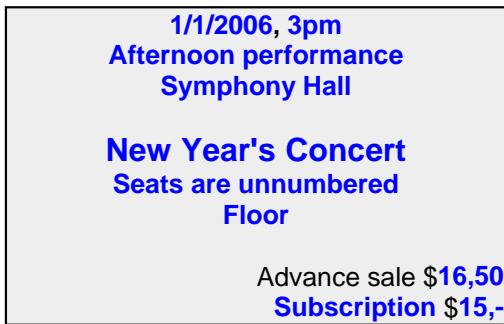 1/1/2006, 3pm
Afternoon performance
Symphony Hall
New Year's Concert
Seats are unnumbered
Floor
Advance sale $16,50
Subscription $15,-